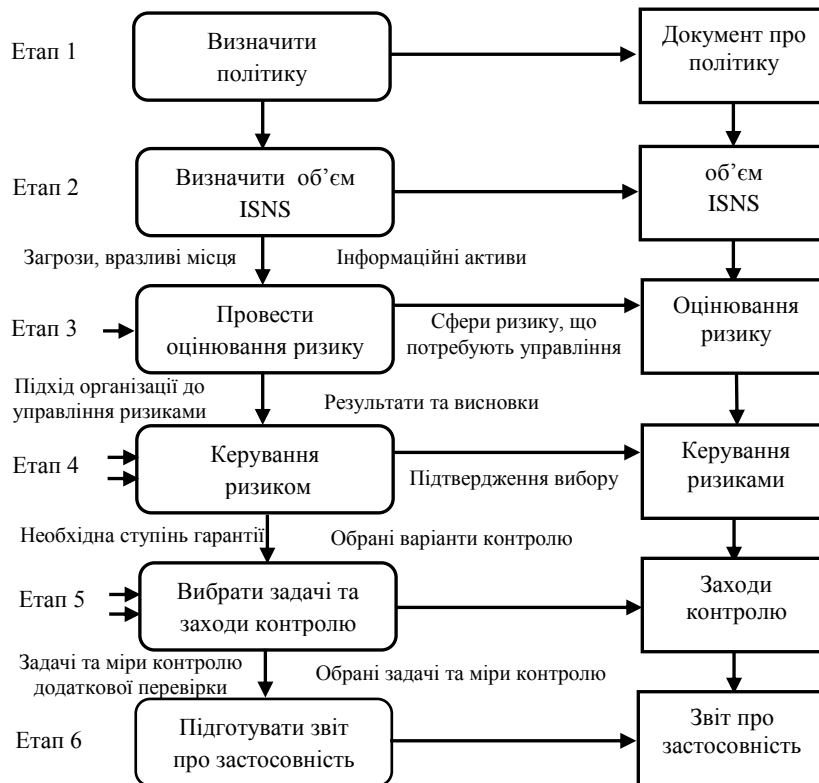 Етап 1
Визначити
політику
Документ про
політику
Етап 2
Визначити об’єм
ISNS
об’єм
ISNS
Загрози, вразливі місця
Інформаційні активи
Етап 3
Провести
оцінювання ризику
Сфери ризику, що
потребують управління
Оцінювання
ризику
Підхід організації до
управління ризиками
Результати та висновки
Етап 4
Керування
ризиком
Підтвердження вибору
Керування
ризиками
Необхідна ступінь гарантії
Обрані варіанти контролю
Етап 5
Вибрати задачі та
заходи контролю
Заходи
контролю
Задачі та міри контролю
додаткової перевірки
Обрані задачі та міри контролю
Етап 6
Підготувати звіт
про застосовність
Звіт про
застосовність